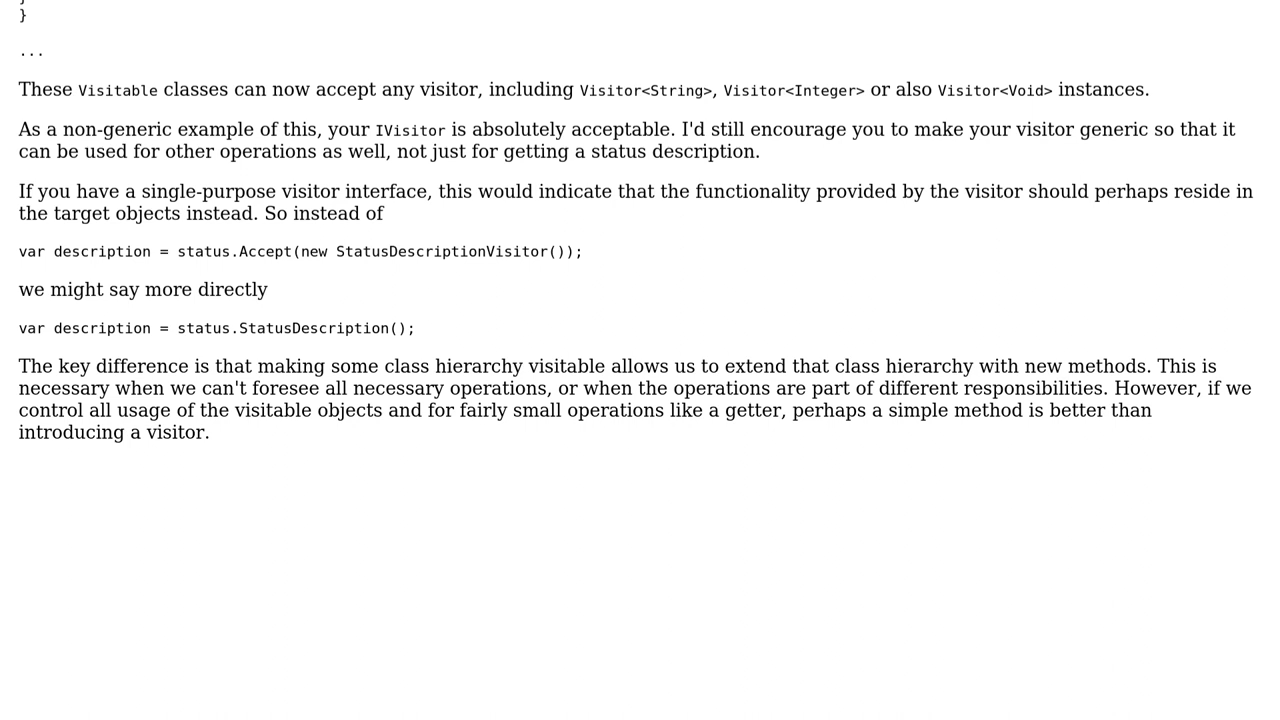 }
...
These Visitable classes can now accept any visitor, including Visitor<String>, Visitor<Integer> or also Visitor<Void> instances.
As a non-generic example of this, your IVisitor is absolutely acceptable. I'd still encourage you to make your visitor generic so that it
can be used for other operations as well, not just for getting a status description.
If you have a single-purpose visitor interface, this would indicate that the functionality provided by the visitor should perhaps reside in
the target objects instead. So instead of
var description = status.Accept(new StatusDescriptionVisitor());
we might say more directly
var description = status.StatusDescription();
The key difference is that making some class hierarchy visitable allows us to extend that class hierarchy with new methods. This is
necessary when we can't foresee all necessary operations, or when the operations are part of different responsibilities. However, if we
control all usage of the visitable objects and for fairly small operations like a getter, perhaps a simple method is better than
introducing a visitor.